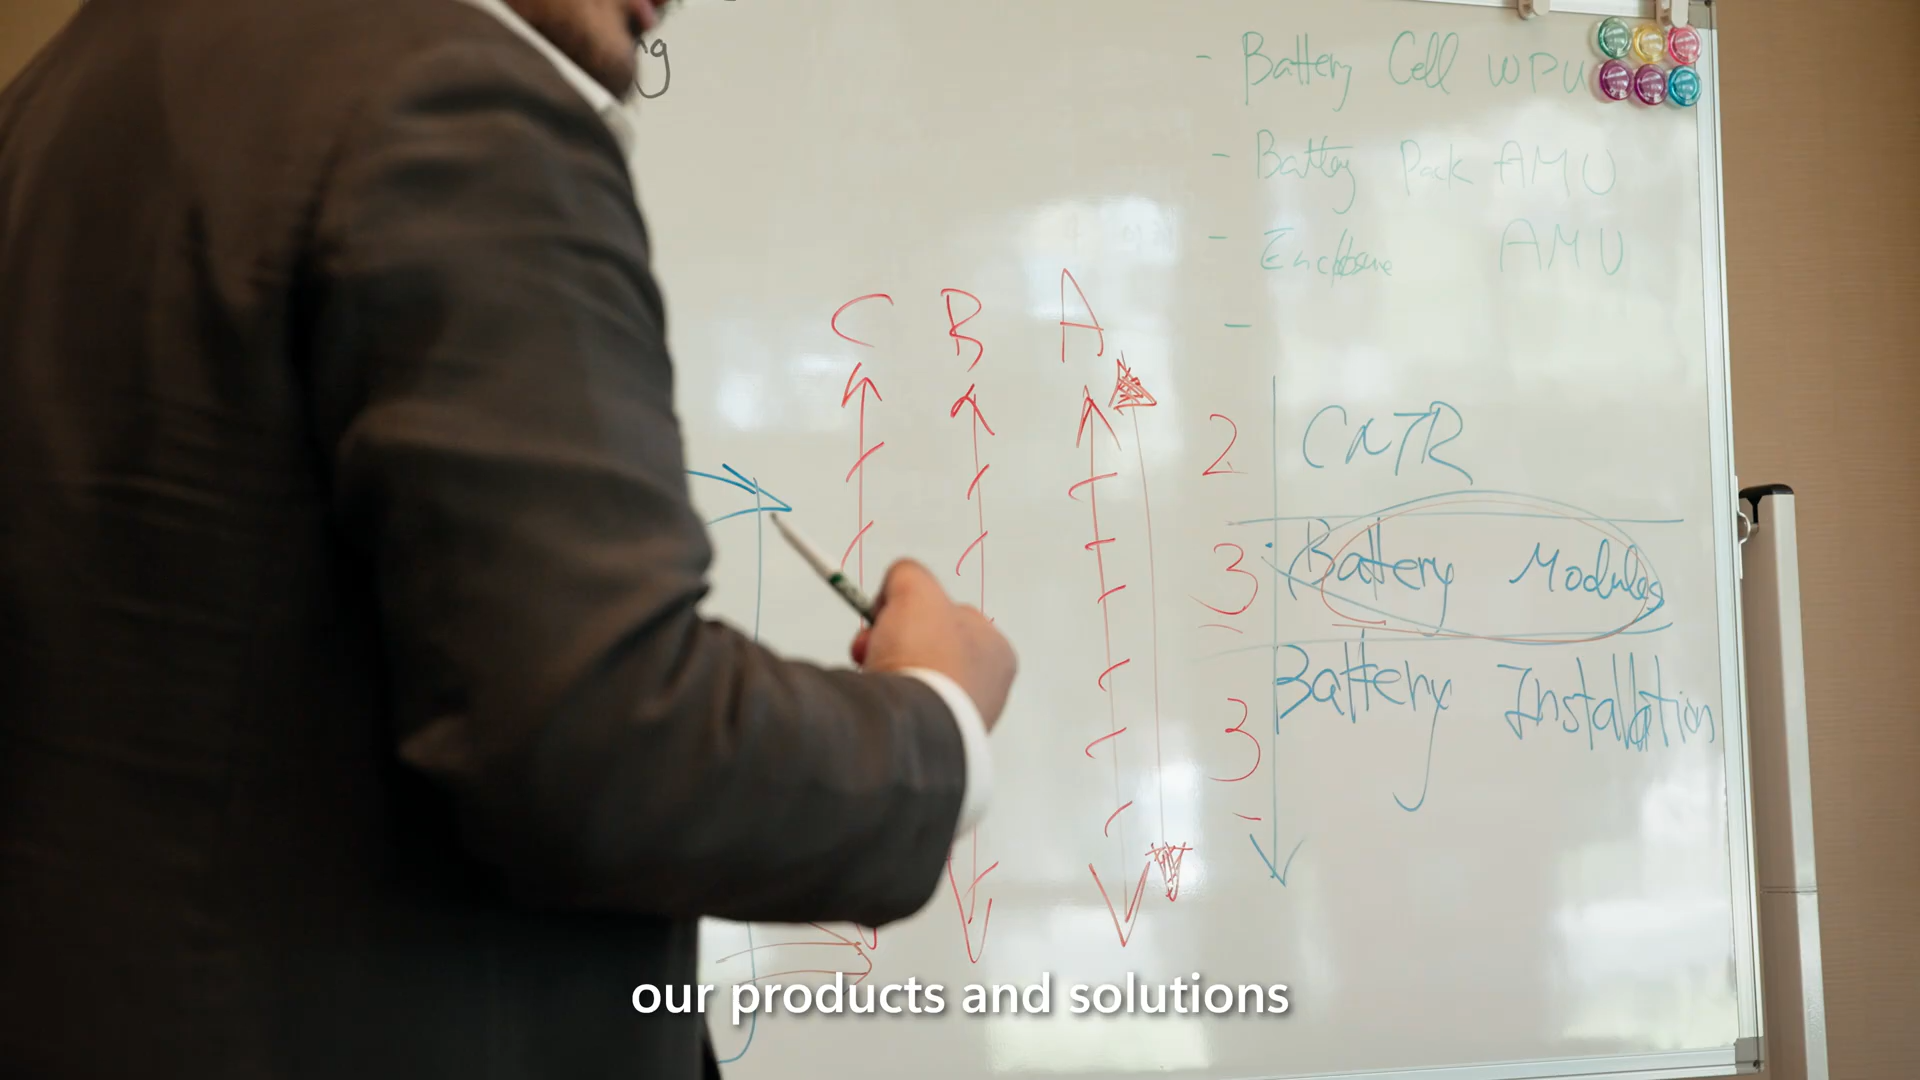 - Battery Cell WPU
- Battery Pack AMU
- Enclosure AMU
-
C B A
2 CNTR
3 Battery Modules
3 Battery Installation
our products and solutions